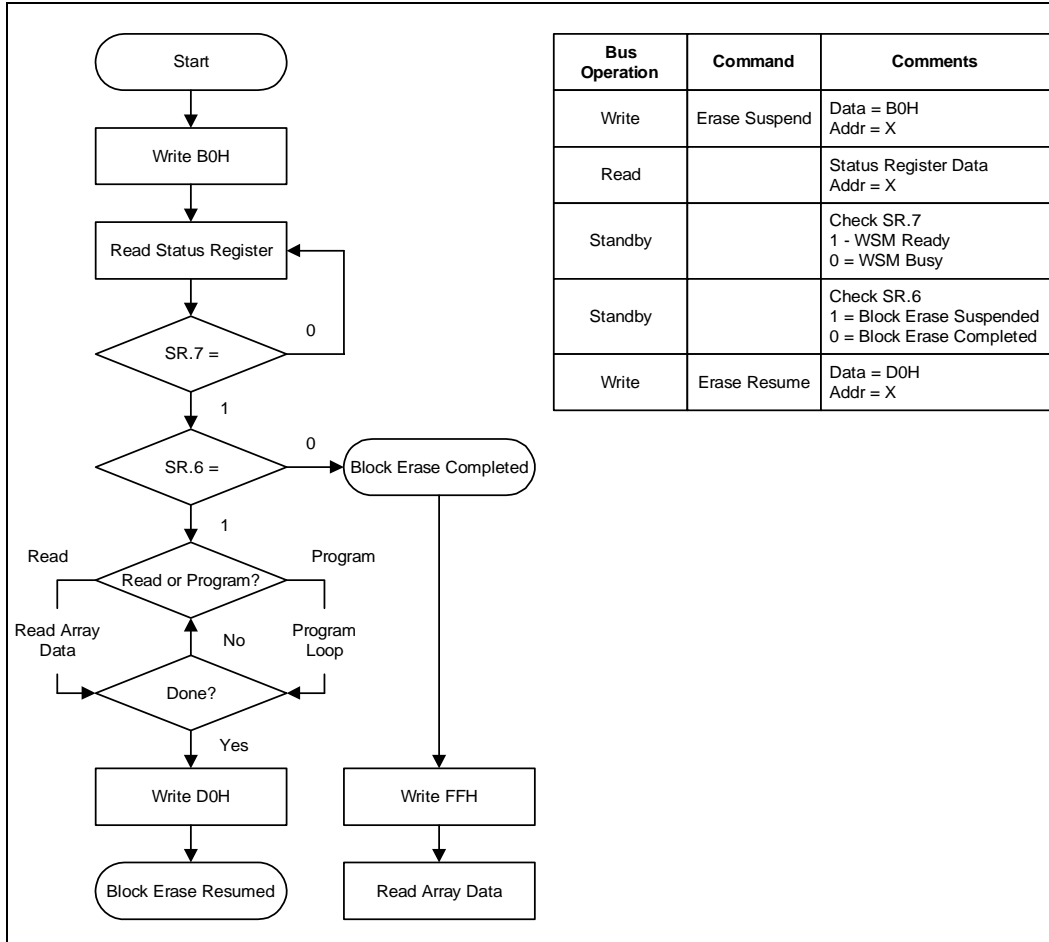 Start
Write B0H
Read Status Register
0
SR.7 =
1
0
SR.6 =
Block Erase Completed
1
Read
Program
Read or Program?
Read Array
Data
No
Program
Loop
Done?
Yes
Write D0H
Write FFH
Block Erase Resumed
Read Array Data
Bus
Operation
Command
Comments
Write
Erase Suspend
Data = B0H
Addr = X
Read
Status Register Data
Addr = X
Standby
Check SR.7
1 - WSM Ready
0 = WSM Busy
Standby
Check SR.6
1 = Block Erase Suspended
0 = Block Erase Completed
Write
Erase Resume
Data = D0H
Addr = X